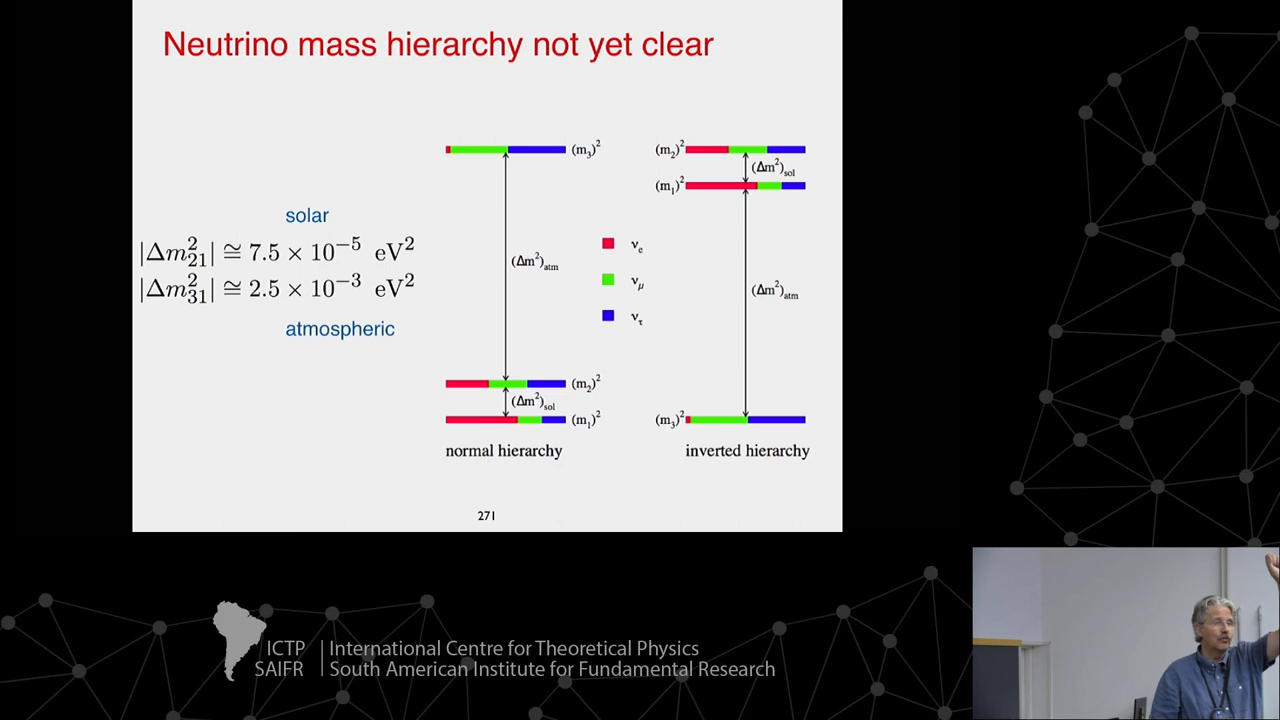 Neutrino mass hierarchy not yet clear
solar
|Δm²₂₁| ≅ 7.5 × 10⁻⁵ eV²
|Δm²₃₁| ≅ 2.5 × 10⁻³ eV²
atmospheric
(m₃)²
(Δm²)atm
(m₂)²
(Δm²)sol
(m₁)²
normal hierarchy
νe
νμ
ντ
(m₂)²
(Δm²)sol
(m₁)²
(Δm²)atm
(m₃)²
inverted hierarchy
271
ICTP
SAIFR
International Centre for Theoretical Physics
South American Institute for Fundamental Research